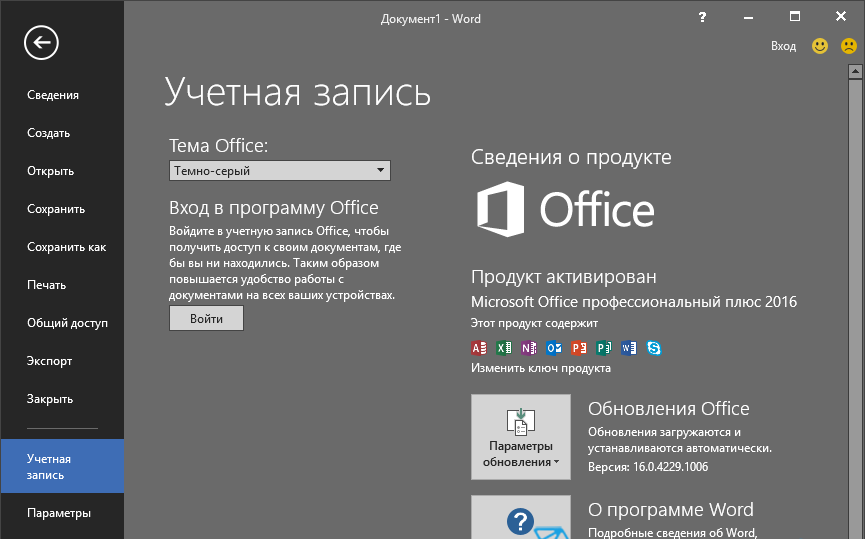 Документ1 - Word
?
Вход
Сведения
Создать
Открыть
Сохранить
Сохранить как
Печать
Общий доступ
Экспорт
Закрыть
Учетная
запись
Параметры
Учетная запись
Тема Office:
Темно-серый
Вход в программу Office
Войдите в учетную запись Office, чтобы
получить доступ к своим документам, где
бы вы ни находились. Таким образом
повышается удобство работы с
документами на всех ваших устройствах.
Войти
Сведения о продукте
Office
Продукт активирован
Microsoft Office профессиональный плюс 2016
Этот продукт содержит
Изменить ключ продукта
Параметры
обновления
Обновления Office
Обновления загружаются и
устанавливаются автоматически.
Версия: 16.0.4229.1006
?
О программе Word
Подробные сведения об Word,